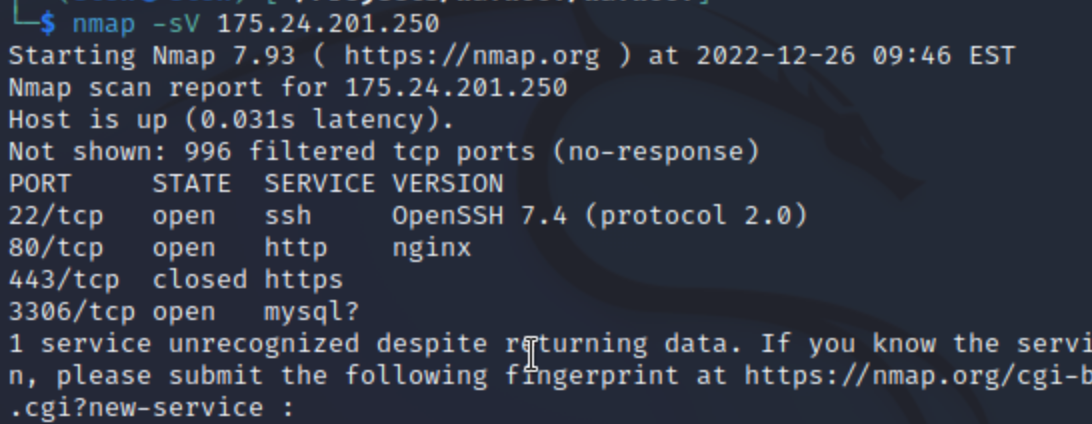 └─$ nmap -sV 175.24.201.250
Starting Nmap 7.93 ( https://nmap.org ) at 2022-12-26 09:46 EST
Nmap scan report for 175.24.201.250
Host is up (0.031s latency).
Not shown: 996 filtered tcp ports (no-response)
PORT     STATE  SERVICE VERSION
22/tcp   open   ssh     OpenSSH 7.4 (protocol 2.0)
80/tcp   open   http    nginx
443/tcp  closed https
3306/tcp open   mysql?
1 service unrecognized despite returning data. If you know the servi
n, please submit the following fingerprint at https://nmap.org/cgi-b
.cgi?new-service :